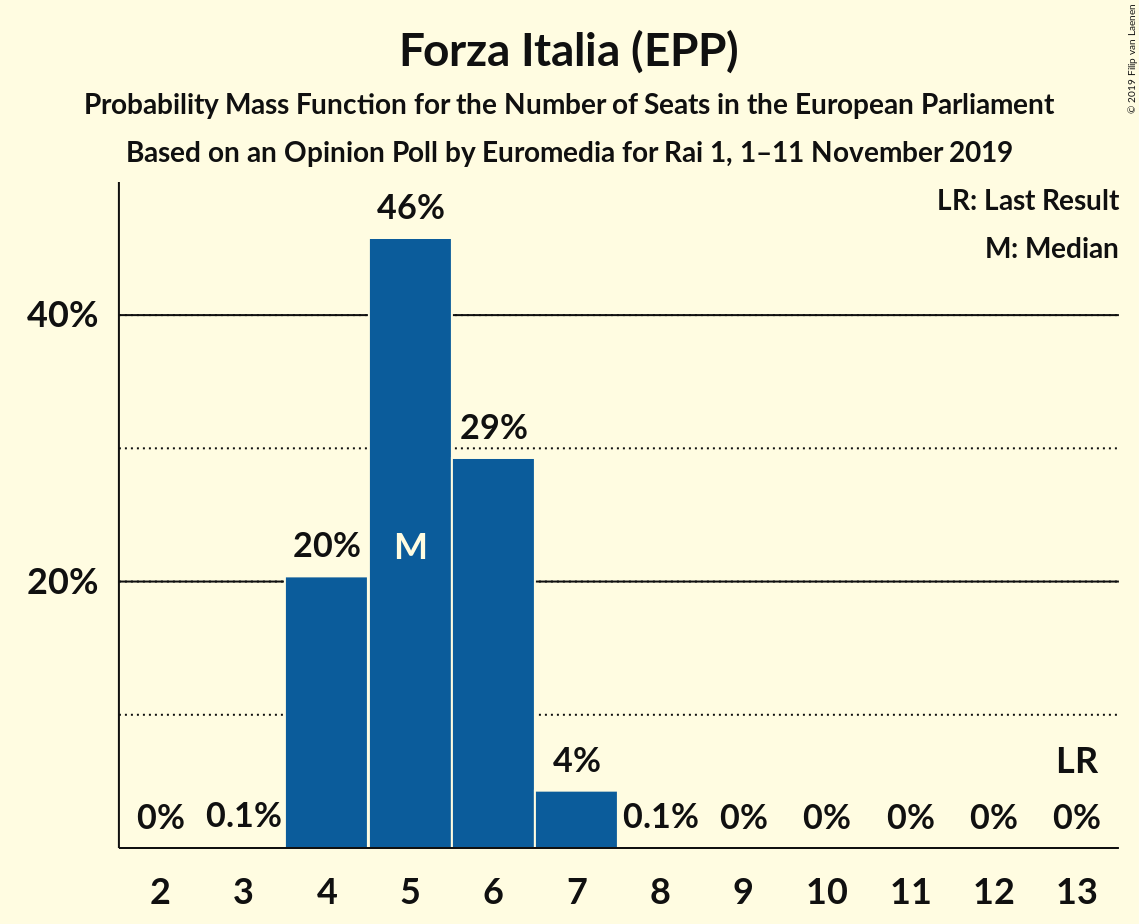 Forza Italia (EPP)
Probability Mass Function for the Number of Seats in the European Parliament
Based on an Opinion Poll by Euromedia for Rai 1, 1–11 November 2019
© 2019 Filip van Laenen
LR: Last Result
M: Median
46%
40%
29%
20%
M
20%
4%
LR
0% 0.1% 0.1% 0% 0% 0% 0% 0%
2 3 4 5 6 7 8 9 10 11 12 13